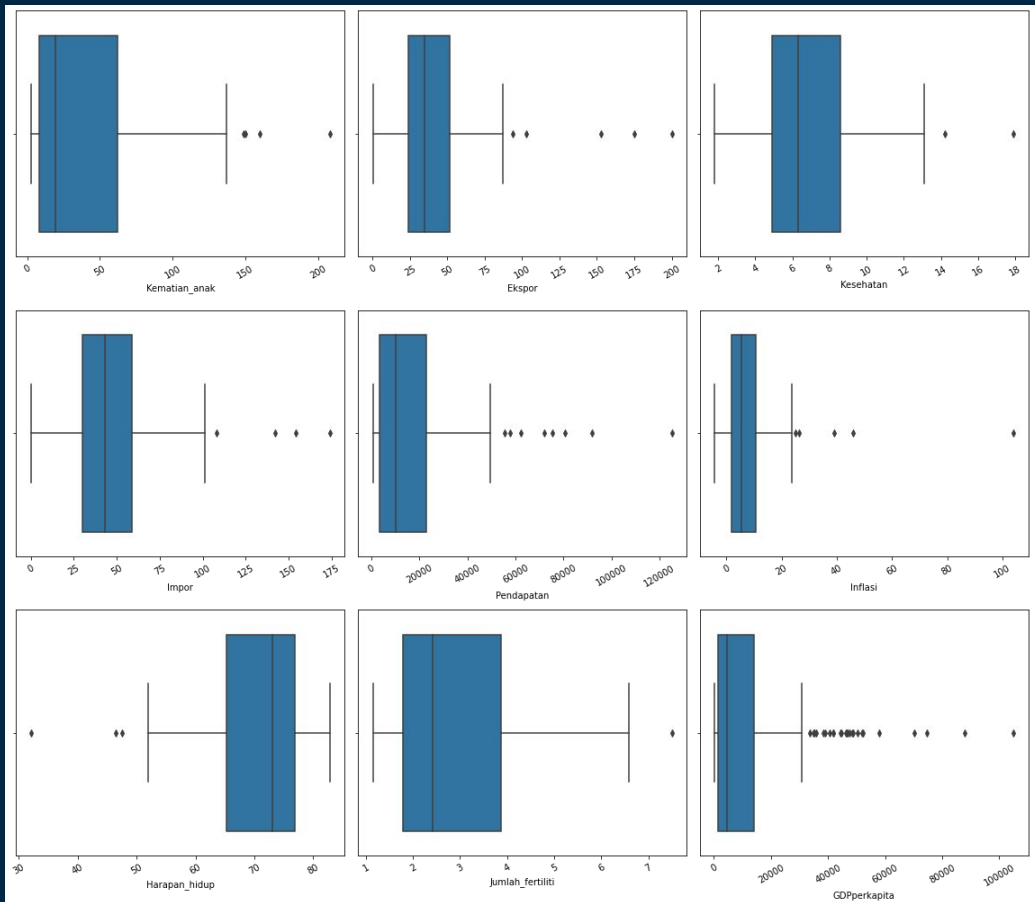 0 50 100 150 200
Kematian_anak
0 25 50 75 100 125 150 175 200
Ekspor
2 4 6 8 10 12 14 16 18
Kesehatan
0 25 50 75 100 125 150 175
Impor
0 20000 40000 60000 80000 100000 120000
Pendapatan
0 20 40 60 80 100
Inflasi
30 40 50 60 70 80
Harapan_hidup
1 2 3 4 5 6 7
Jumlah_fertiliti
0 20000 40000 60000 80000 100000
GDPperkapita